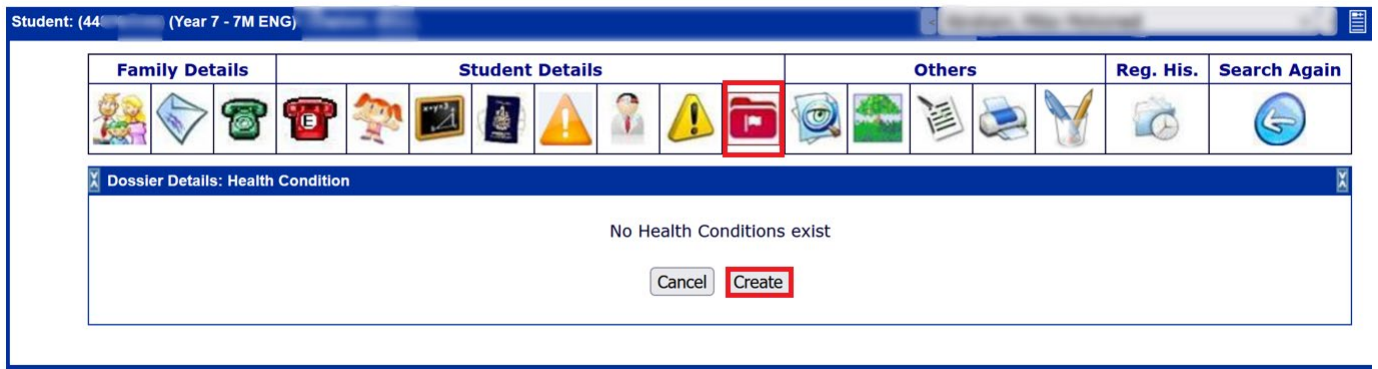 Student: (44 (Year 7 - 7M ENG)
Family Details Student Details Others Reg. His. Search Again
E
Dossier Details: Health Condition
No Health Conditions exist
Cancel Create